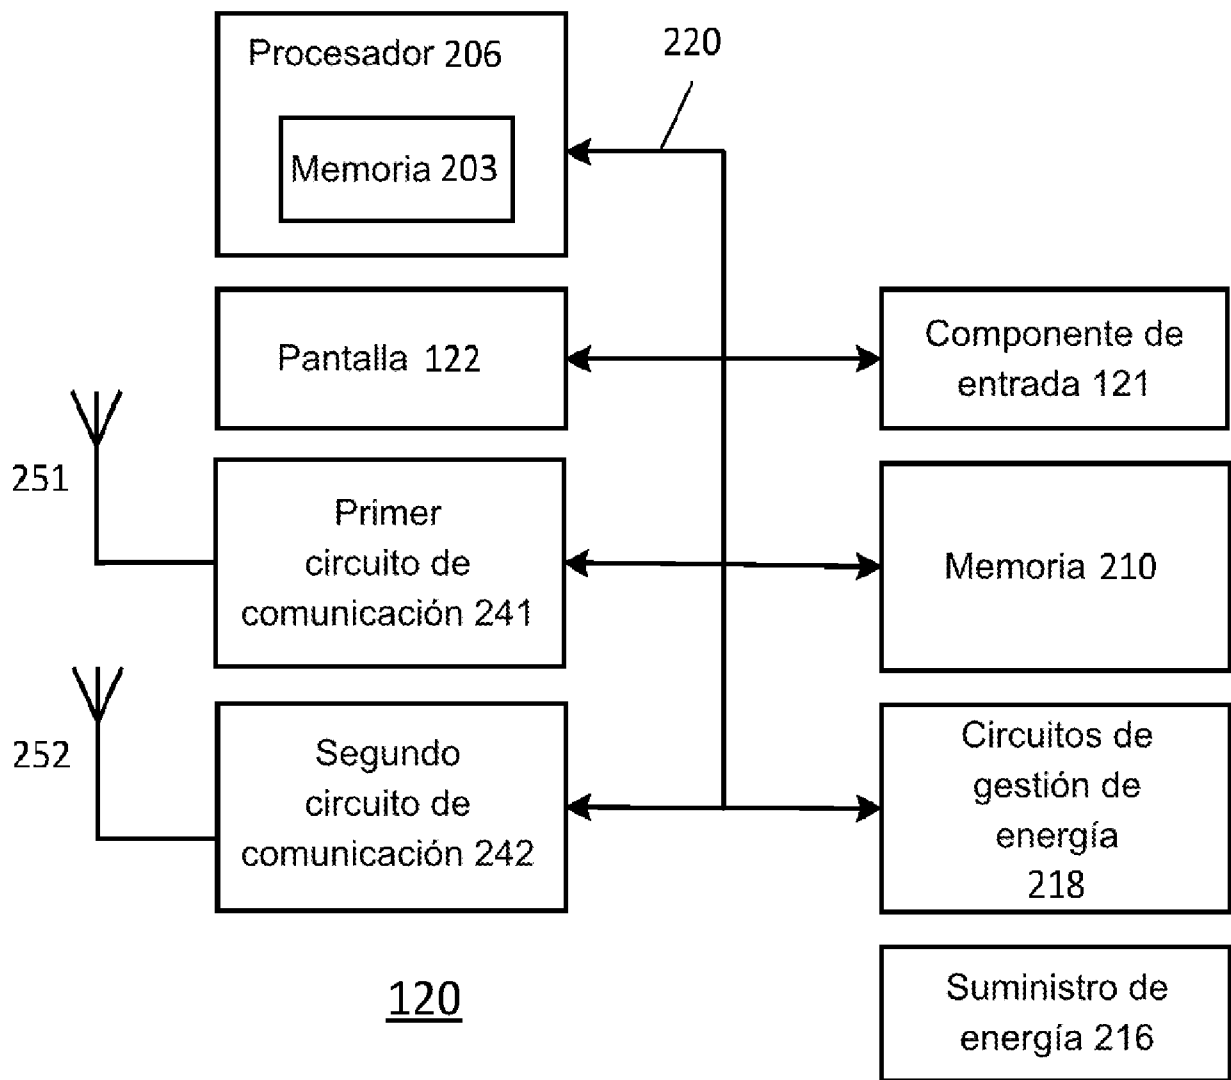 Procesador 206
Memoria 203
220
Pantalla 122
Componente de
entrada 121
251
Primer
circuito de
comunicación 241
Memoria 210
252
Segundo
circuito de
comunicación 242
Circuitos de
gestión de
energía
218
120
Suministro de
energía 216